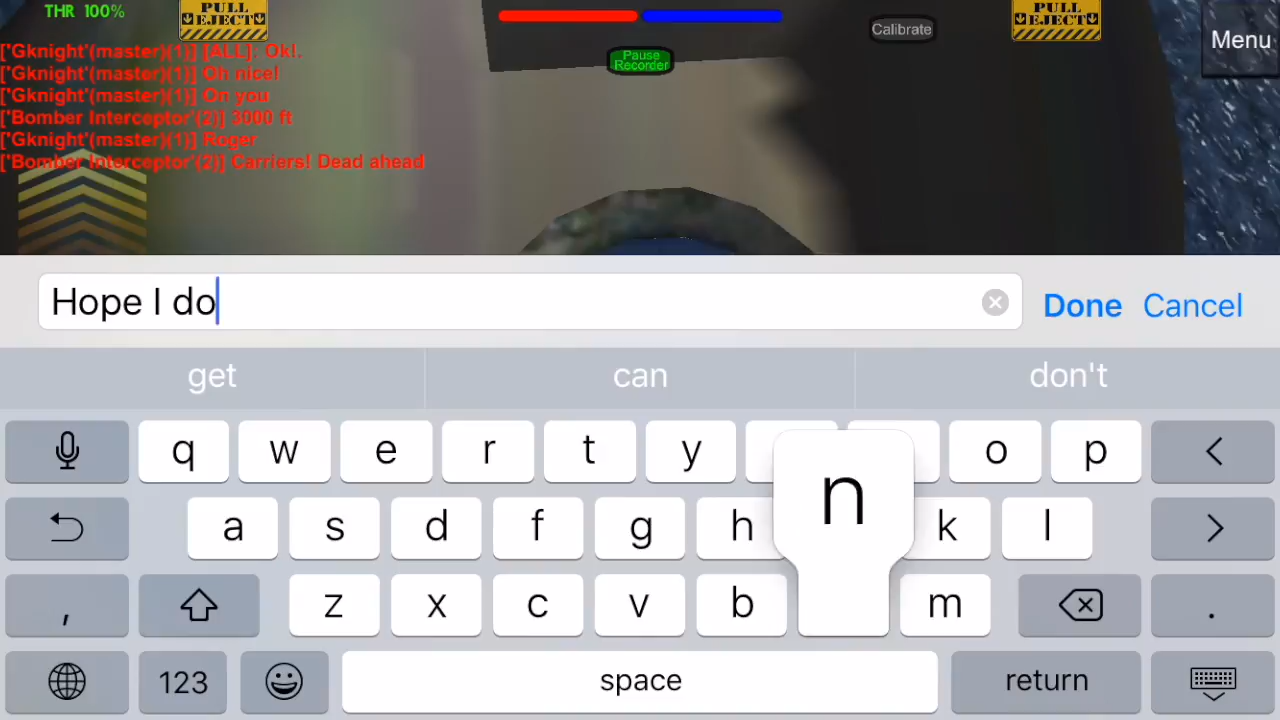 THR 100%
PULL
EJECT
PULL
EJECT
Calibrate
Menu
Pause
Recorder
['Gknight'(master)(1)] [ALL]: Ok!.
['Gknight'(master)(1)] Oh nice!
['Gknight'(master)(1)] On you
['Bomber Interceptor'(2)] 3000 ft
['Gknight'(master)(1)] Roger
['Bomber Interceptor'(2)] Carriers! Dead ahead
Hope I do
Done Cancel
get can don't
q w e r t y o p <
n
a s d f g h k l >
, z x c v b m .
123 space return